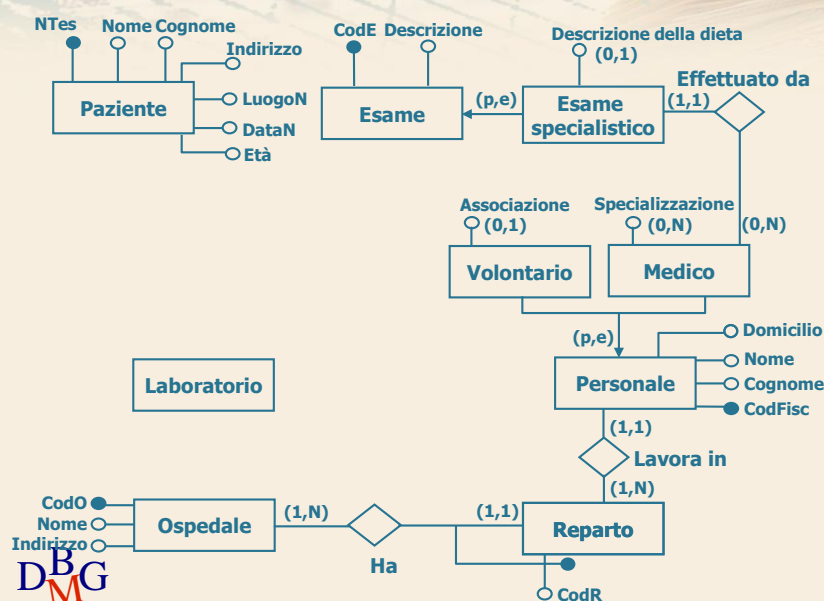 NTes
Nome Cognome
Indirizzo
Paziente
LuogoN
DataN
Età
CodE Descrizione
Esame
(p,e)
Descrizione della dieta
(0,1)
Esame
specialistico
(1,1)
Effettuato da
(0,N)
Associazione
(0,1)
Volontario
Specializzazione
(0,N)
Medico
(p,e)
Personale
Domicilio
Nome
Cognome
CodFisc
(1,1)
Lavora in
(1,N)
Laboratorio
CodO
Nome
Indirizzo
Ospedale
(1,N)
Ha
(1,1)
Reparto
CodR
DBMG